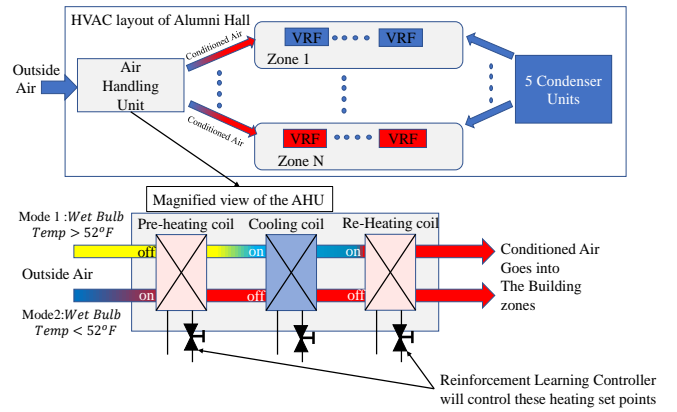 HVAC layout of Alumni Hall
Outside
Air
Air
Handling
Unit
Conditioned Air
Conditioned Air
VRF
VRF
Zone 1
VRF
VRF
Zone N
5 Condenser
Units
Magnified view of the AHU
Mode 1 :Wet Bulb
Temp > 52°F
Pre-heating coil
Cooling coil
Re-Heating coil
off
on
on
Outside Air
on
off
off
Mode2:Wet Bulb
Temp < 52°F
Conditioned Air
Goes into
The Building
zones
Reinforcement Learning Controller
will control these heating set points